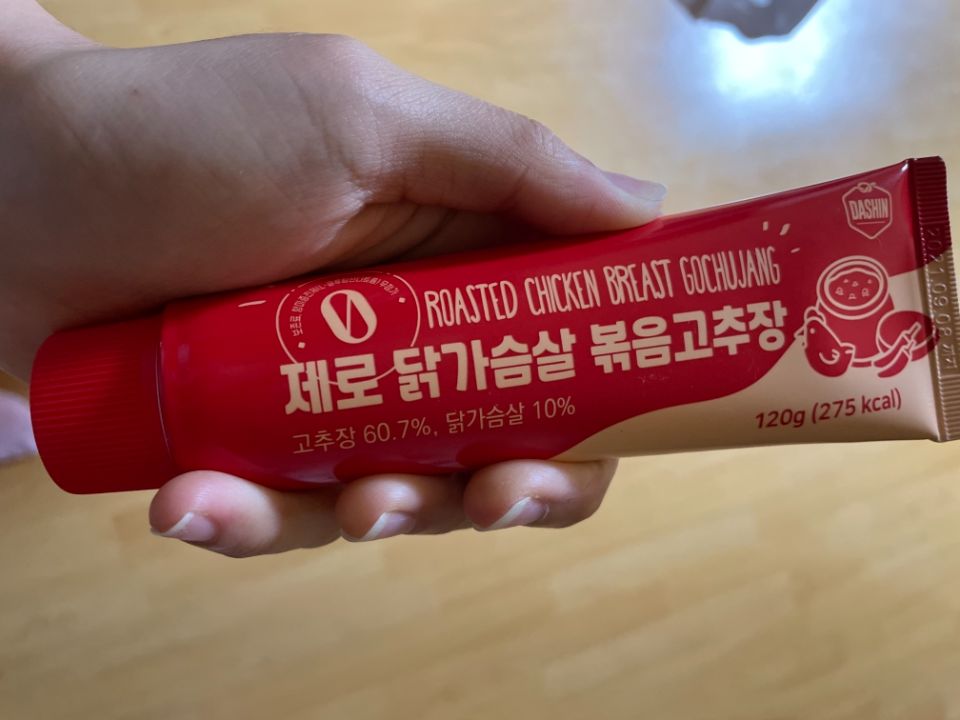 DASHIN
0
ROASTED CHICKEN BREAST GOCHUJANG
제로 닭가슴살 볶음고추장
고추장 60.7%, 닭가슴살 10%
120g (275 kcal)